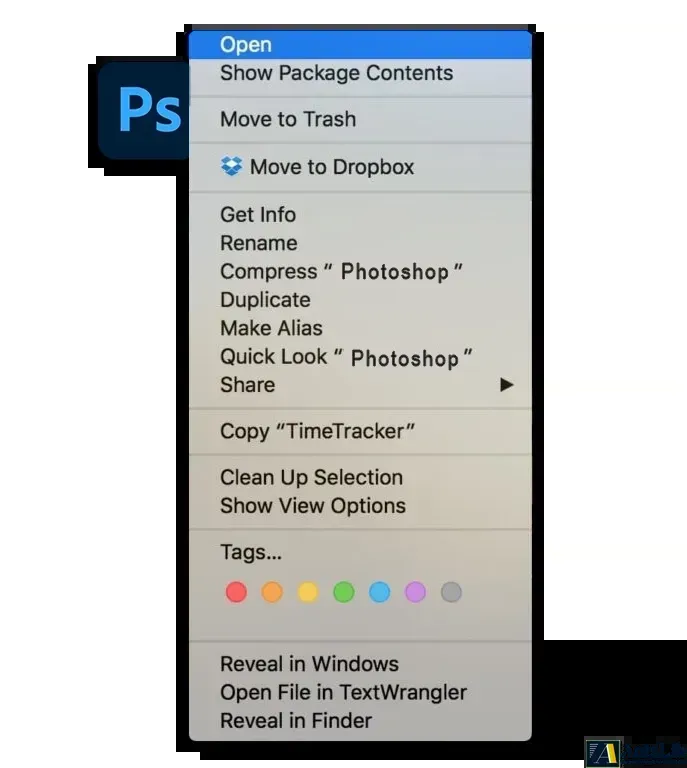 Open
Show Package Contents
Ps
Move to Trash
Move to Dropbox
Get Info
Rename
Compress “ Photoshop ”
Duplicate
Make Alias
Quick Look “ Photoshop ”
Share
Copy “TimeTracker”
Clean Up Selection
Show View Options
Tags...
Reveal in Windows
Open File in TextWrangler
Reveal in Finder